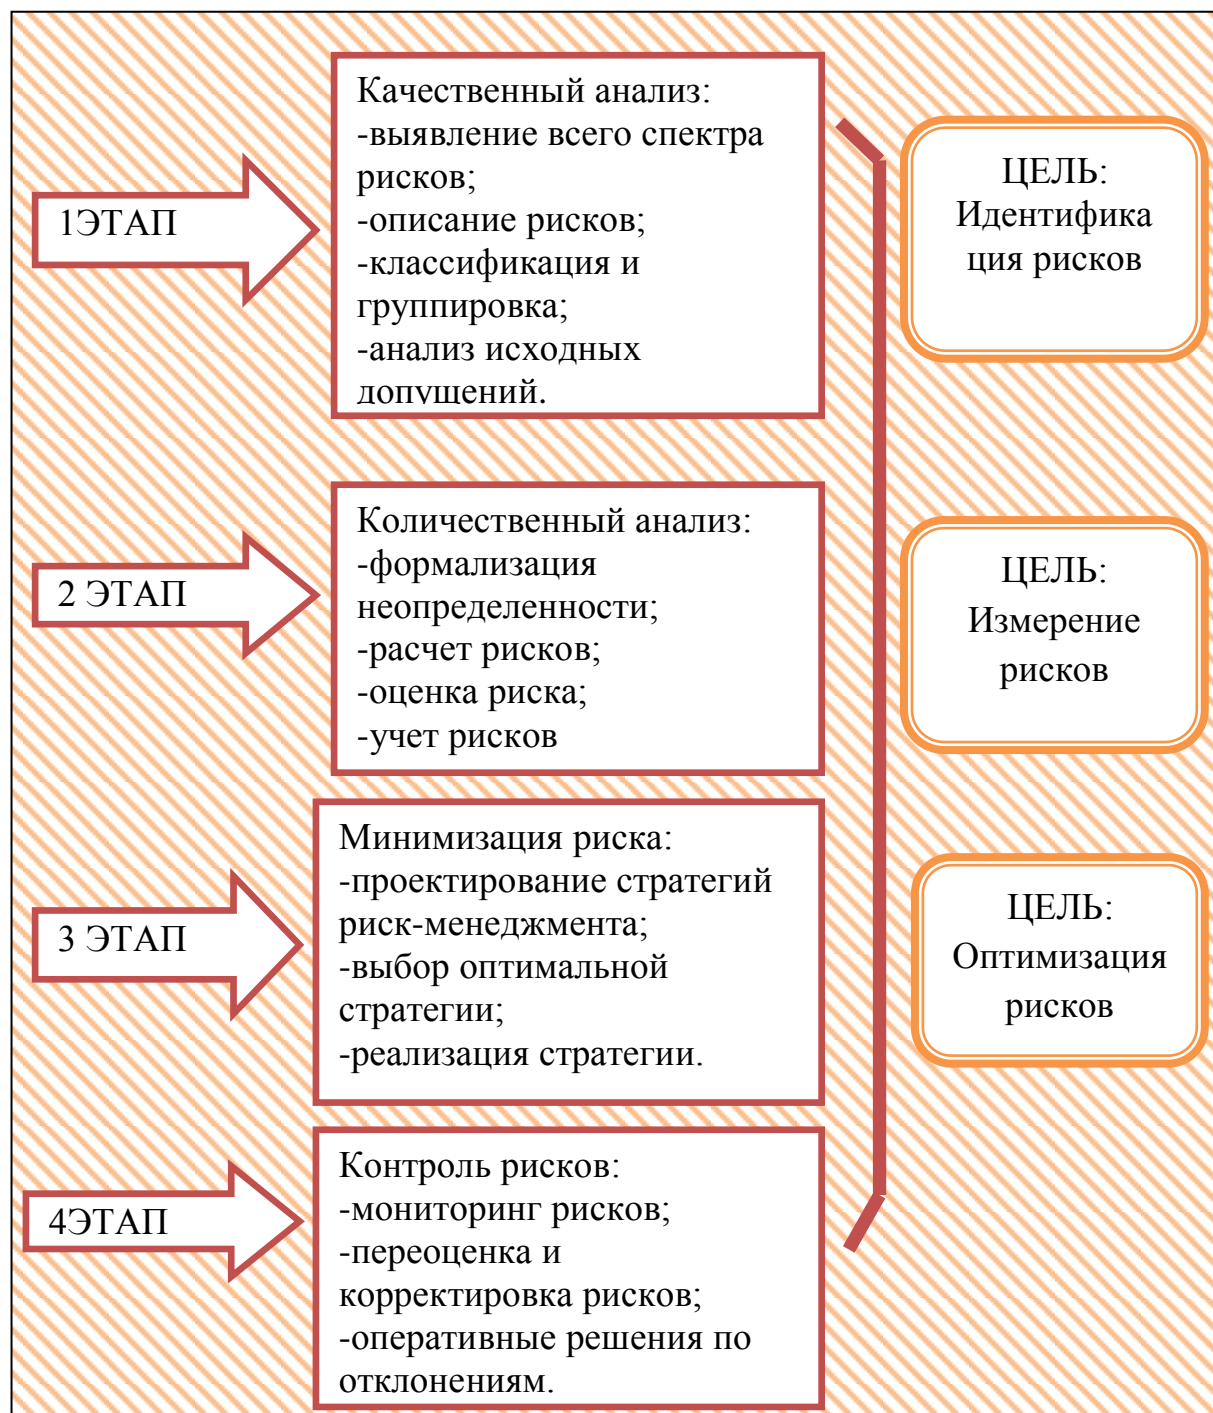 1ЭТАП
Качественный анализ:
-выявление всего спектра
рисков;
-описание рисков;
-классификация и
группировка;
-анализ исходных
допущений.
ЦЕЛЬ:
Идентифика
ция рисков
2 ЭТАП
Количественный анализ:
-формализация
неопределенности;
-расчет рисков;
-оценка риска;
-учет рисков
ЦЕЛЬ:
Измерение
рисков
3 ЭТАП
Минимизация риска:
-проектирование стратегий
риск-менеджмента;
-выбор оптимальной
стратегии;
-реализация стратегии.
ЦЕЛЬ:
Оптимизация
рисков
4ЭТАП
Контроль рисков:
-мониторинг рисков;
-переоценка и
корректировка рисков;
-оперативные решения по
отклонениям.